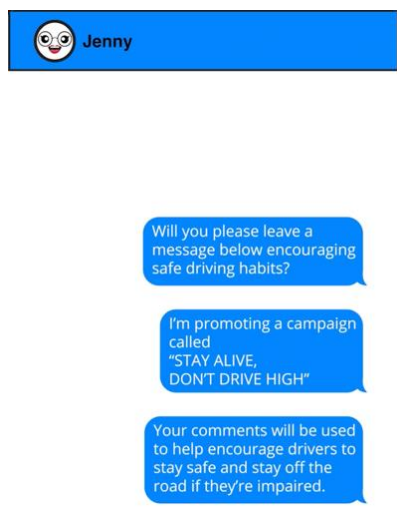 Jenny
Will you please leave a
message below encouraging
safe driving habits?
I'm promoting a campaign
called
“STAY ALIVE,
DON'T DRIVE HIGH”
Your comments will be used
to help encourage drivers to
stay safe and stay off the
road if they're impaired.